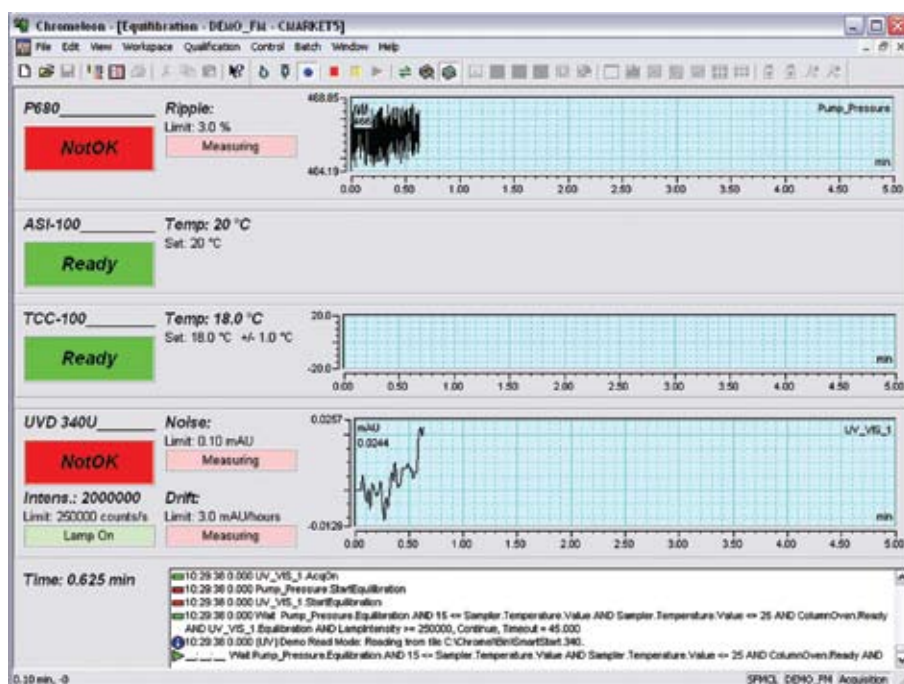 Chromeleon - [Equilibration - DEMO_FM - CMARKET5]
File Edit View Workspace Qualification Control Batch Window Help
P680
NotOK
Ripple:
Limit: 3.0 %
Measuring
468.85
464.19
Pump_Pressure
min
0.00 0.50 1.00 1.50 2.00 2.50 3.00 3.50 4.00 4.50 5.00
ASI-100
Ready
Temp: 20 °C
Set: 20 °C
TCC-100
Ready
Temp: 18.0 °C
Set: 18.0 °C +/- 1.0 °C
20.0
-20.0
min
0.00 0.50 1.00 1.50 2.00 2.50 3.00 3.50 4.00 4.50 5.00
UVD 340U
NotOK
Intens.: 2000000
Limit: 250000 counts/s
Lamp On
Noise:
Limit: 0.10 mAU
Measuring
Drift:
Limit: 3.0 mAU/hours
Measuring
0.0257
mAU
0.0244
-0.0129
UV_VIS_1
min
0.00 0.50 1.00 1.50 2.00 2.50 3.00 3.50 4.00 4.50 5.00
Time: 0.625 min
10:29:38 0.000 UV_VIS_1.AcqOn
10:29:38 0.000 Pump_Pressure.StartEquilibration
10:29:38 0.000 UV_VIS_1.StartEquilibration
10:29:38 0.000 Wait Pump_Pressure.Equilibration AND 15 <= Sampler.Temperature.Value AND Sampler.Temperature.Value <= 25 AND ColumnOven.Ready
AND UV_VIS_1.Equilibration AND LampIntensity >= 250000, Continue, Timeout = 45.000
10:29:38 0.000 {UV} Demo Read Mode: Reading from file
Wait Pump_Pressure.Equilibration AND 15 <= Sampler.Temperature.Value AND Sampler.Temperature.Value <= 25 AND ColumnOven.Ready AND
0.10 min, -0
SPMCL DEMO_FM Acquisition